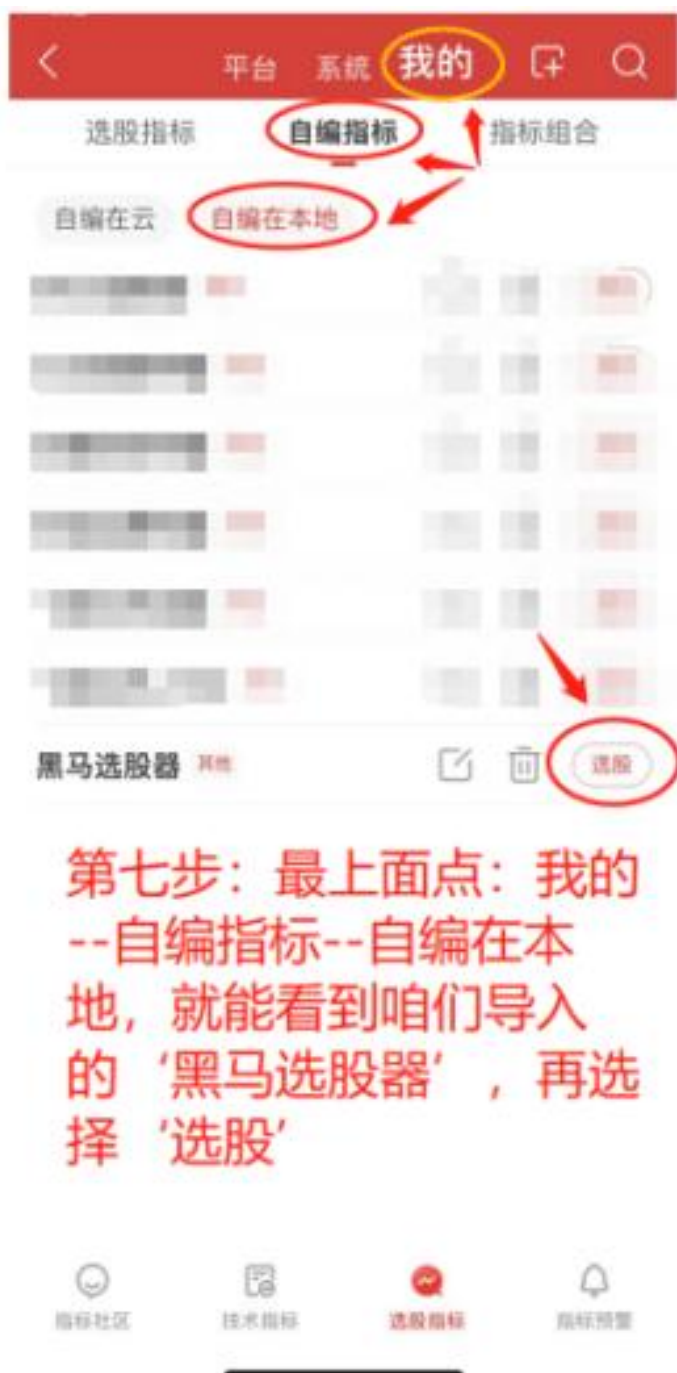 平台 系统 我的
选股指标 自编指标 指标组合
自编在云 自编在本地
黑马选股器 其他 选股
第七步：最上面点：我的
--自编指标--自编在本
地，就能看到咱们导入
的‘黑马选股器’，再选
择‘选股’
指标社区 技术指标 选股指标 指标预警